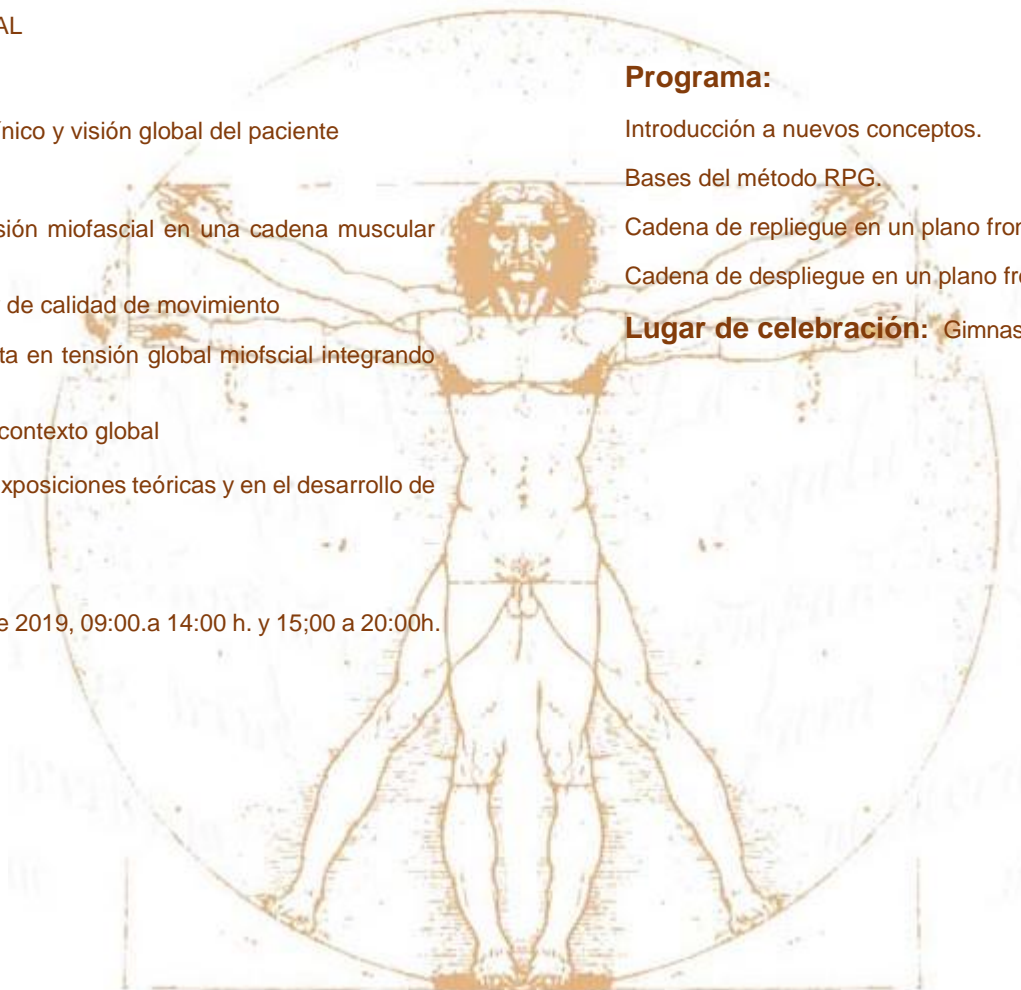 AL
ínico y visión global del paciente
sión miofascial en una cadena muscular
de calidad de movimiento
ta en tensión global miofscial integrando
contexto global
xposiciones teóricas y en el desarrollo de
e 2019, 09:00.a 14:00 h. y 15;00 a 20:00h.
Programa:
Introducción a nuevos conceptos.
Bases del método RPG.
Cadena de repliegue en un plano fron
Cadena de despliegue en un plano fre
Lugar de celebración: Gimnas